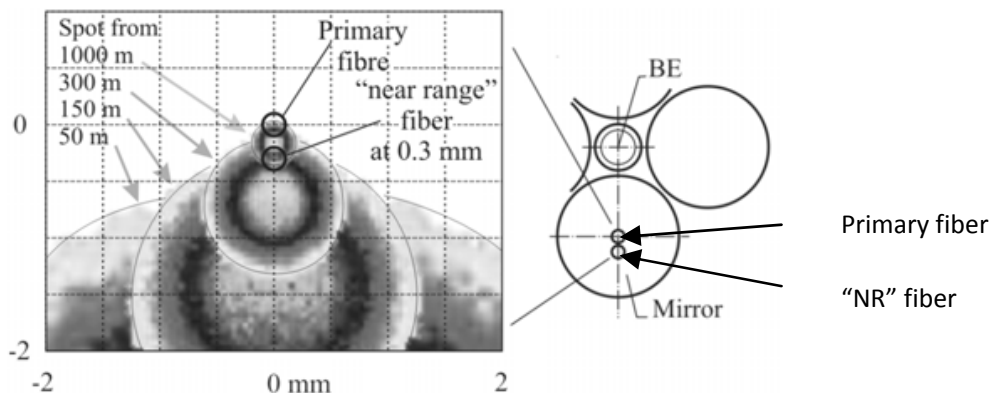 Spot from
1000 m
300 m
150 m
50 m
Primary
fibre
“near range”
fiber
at 0.3 mm
0
-2
-2
0 mm
2
BE
Mirror
Primary fiber
“NR” fiber